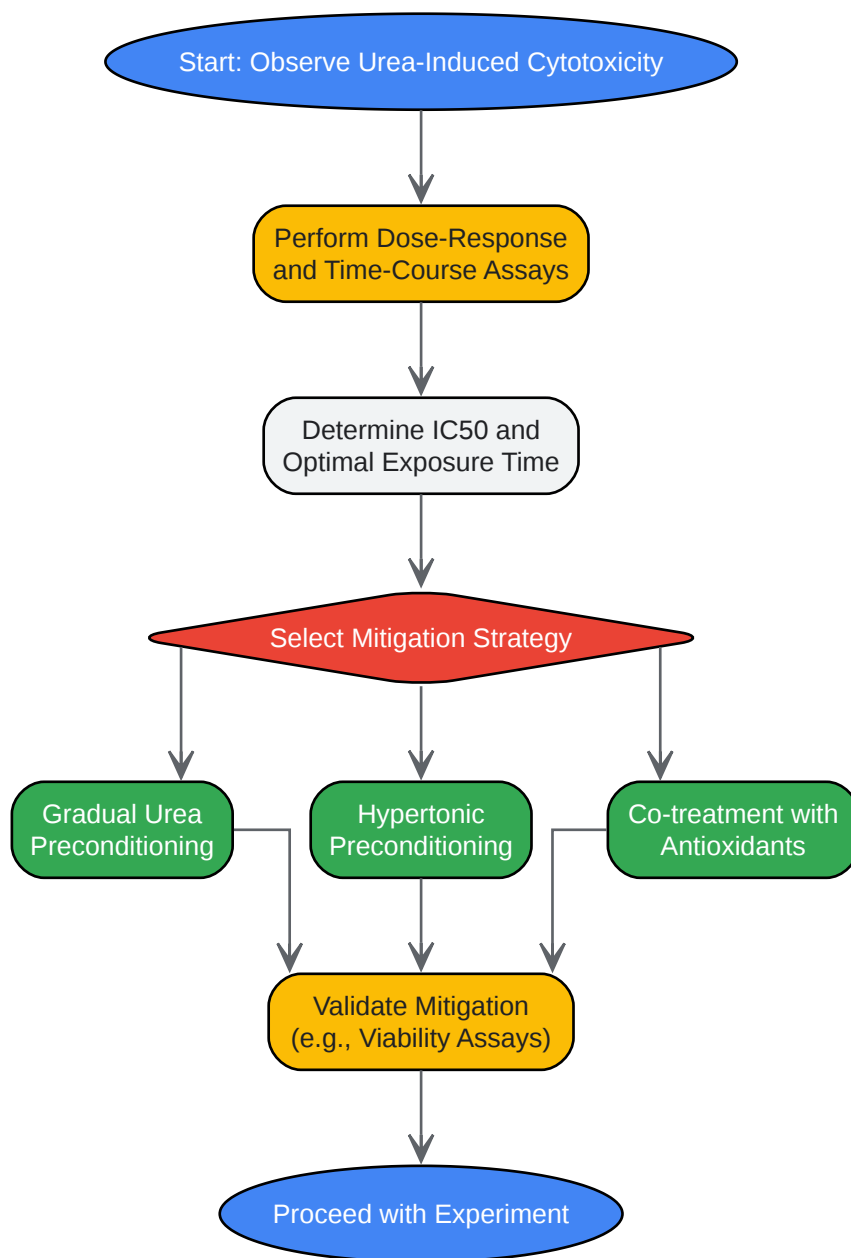 Start: Observe Urea-Induced Cytotoxicity
Perform Dose-Response
and Time-Course Assays
Determine IC50 and
Optimal Exposure Time
Select Mitigation Strategy
Gradual Urea
Preconditioning
Hypertonic
Preconditioning
Co-treatment with
Antioxidants
Validate Mitigation
(e.g., Viability Assays)
Proceed with Experiment